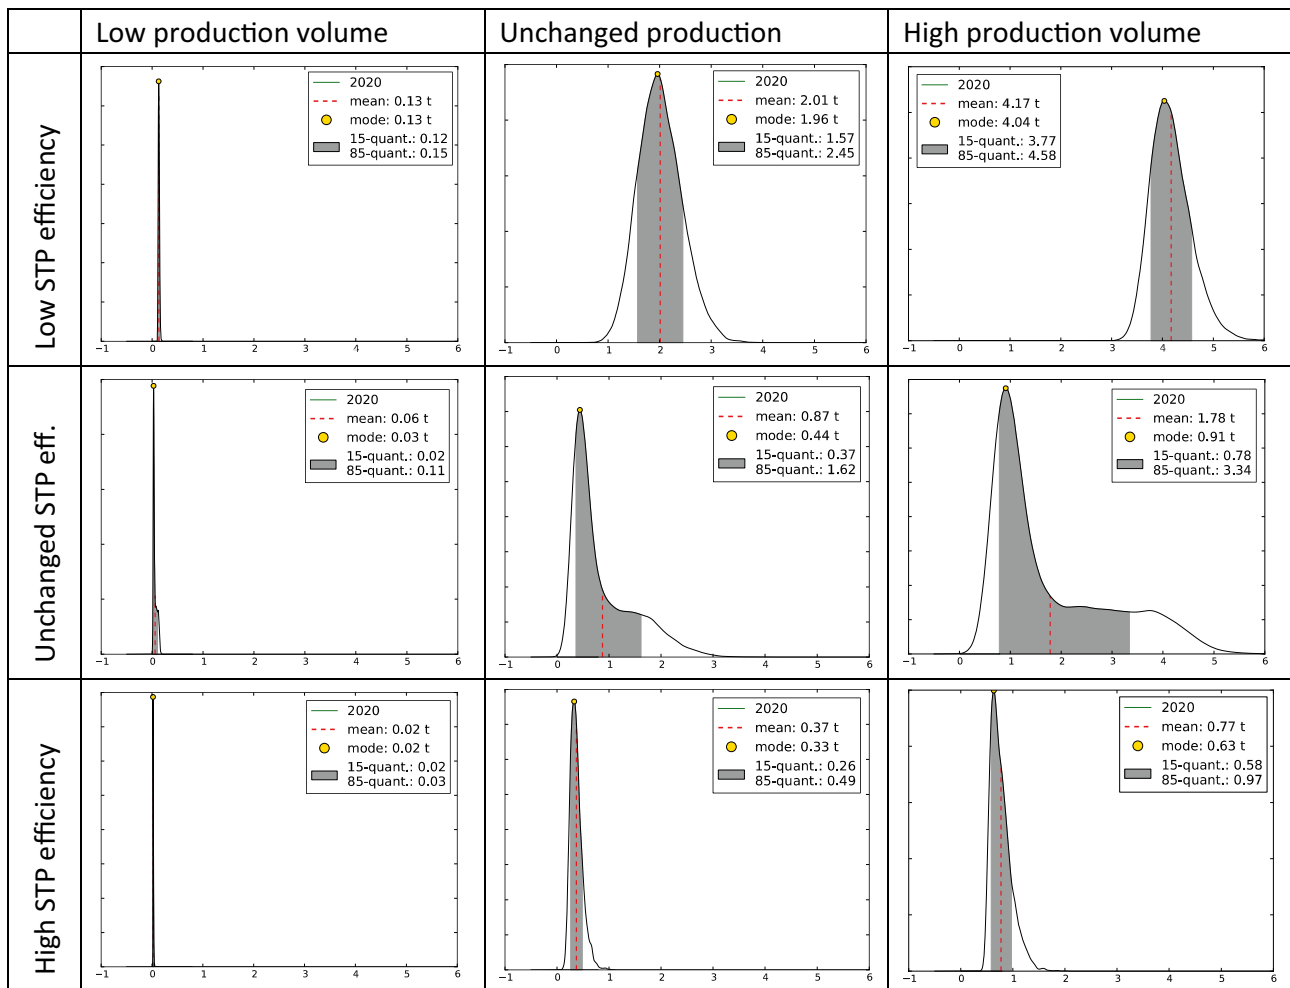 Low production volume
Unchanged production
High production volume
Low STP efficiency
2020
mean: 0.13 t
mode: 0.13 t
15-quant.: 0.12
85-quant.: 0.15
−1 0 1 2 3 4 5 6
2020
mean: 2.01 t
mode: 1.96 t
15-quant.: 1.57
85-quant.: 2.45
−1 0 1 2 3 4 5 6
2020
mean: 4.17 t
mode: 4.04 t
15-quant.: 3.77
85-quant.: 4.58
−1 0 1 2 3 4 5 6
Unchanged STP eff.
2020
mean: 0.06 t
mode: 0.03 t
15-quant.: 0.02
85-quant.: 0.11
−1 0 1 2 3 4 5 6
2020
mean: 0.87 t
mode: 0.44 t
15-quant.: 0.37
85-quant.: 1.62
−1 0 1 2 3 4 5 6
2020
mean: 1.78 t
mode: 0.91 t
15-quant.: 0.78
85-quant.: 3.34
−1 0 1 2 3 4 5 6
High STP efficiency
2020
mean: 0.02 t
mode: 0.02 t
15-quant.: 0.02
85-quant.: 0.03
−1 0 1 2 3 4 5 6
2020
mean: 0.37 t
mode: 0.33 t
15-quant.: 0.26
85-quant.: 0.49
−1 0 1 2 3 4 5 6
2020
mean: 0.77 t
mode: 0.63 t
15-quant.: 0.58
85-quant.: 0.97
−1 0 1 2 3 4 5 6